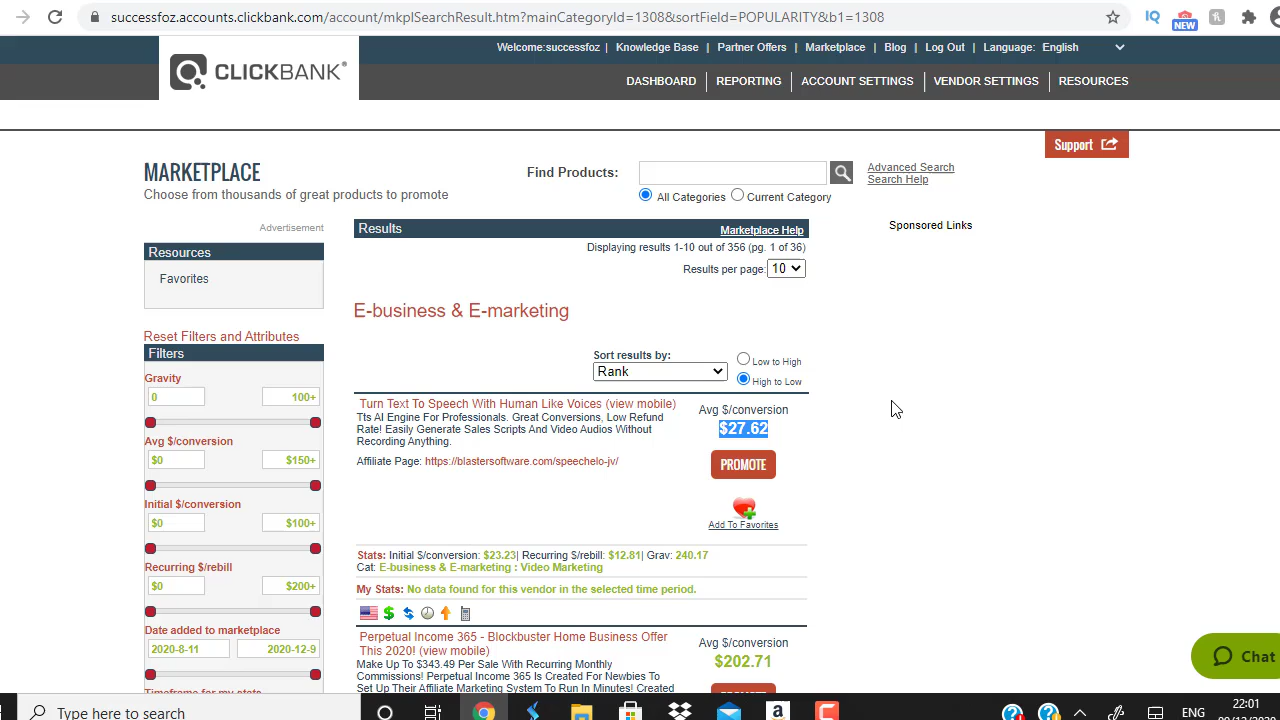 successfoz.accounts.clickbank.com/account/mkplSearchResult.htm?mainCategoryId=1308&sortField=POPULARITY&b1=1308
IQ
NEW
Welcome:successfoz | Knowledge Base | Partner Offers | Marketplace | Blog | Log Out | Language: English
CLICKBANK®
DASHBOARD | REPORTING | ACCOUNT SETTINGS | VENDOR SETTINGS | RESOURCES
Support
MARKETPLACE
Choose from thousands of great products to promote
Find Products:
All Categories Current Category
Advanced Search
Search Help
Advertisement
Resources
Favorites
Reset Filters and Attributes
Filters
Gravity
0 100+
Avg $/conversion
$0 $150+
Initial $/conversion
$0 $100+
Recurring $/rebill
$0 $200+
Date added to marketplace
2020-8-11 2020-12-9
Results Marketplace Help
Displaying results 1-10 out of 356 (pg. 1 of 36)
Results per page: 10
E-business & E-marketing
Sort results by:
Rank
Low to High
High to Low
Turn Text To Speech With Human Like Voices (view mobile)
Tts AI Engine For Professionals. Great Conversions, Low Refund
Rate! Easily Generate Sales Scripts And Video Audios Without
Recording Anything.
Affiliate Page: https://blastersoftware.com/speechelo-jv/
Avg $/conversion
$27.62
PROMOTE
Add To Favorites
Stats: Initial $/conversion: $23.23| Recurring $/rebill: $12.81| Grav: 240.17
Cat: E-business & E-marketing : Video Marketing
My Stats: No data found for this vendor in the selected time period.
Perpetual Income 365 - Blockbuster Home Business Offer
This 2020! (view mobile)
Make Up To $343.49 Per Sale With Recurring Monthly
Commissions! Perpetual Income 365 Is Created For Newbies To
Set Up Their Affiliate Marketing System To Run In Minutes! Created
Avg $/conversion
$202.71
Sponsored Links
Chat
Type here to search
ENG
22:01